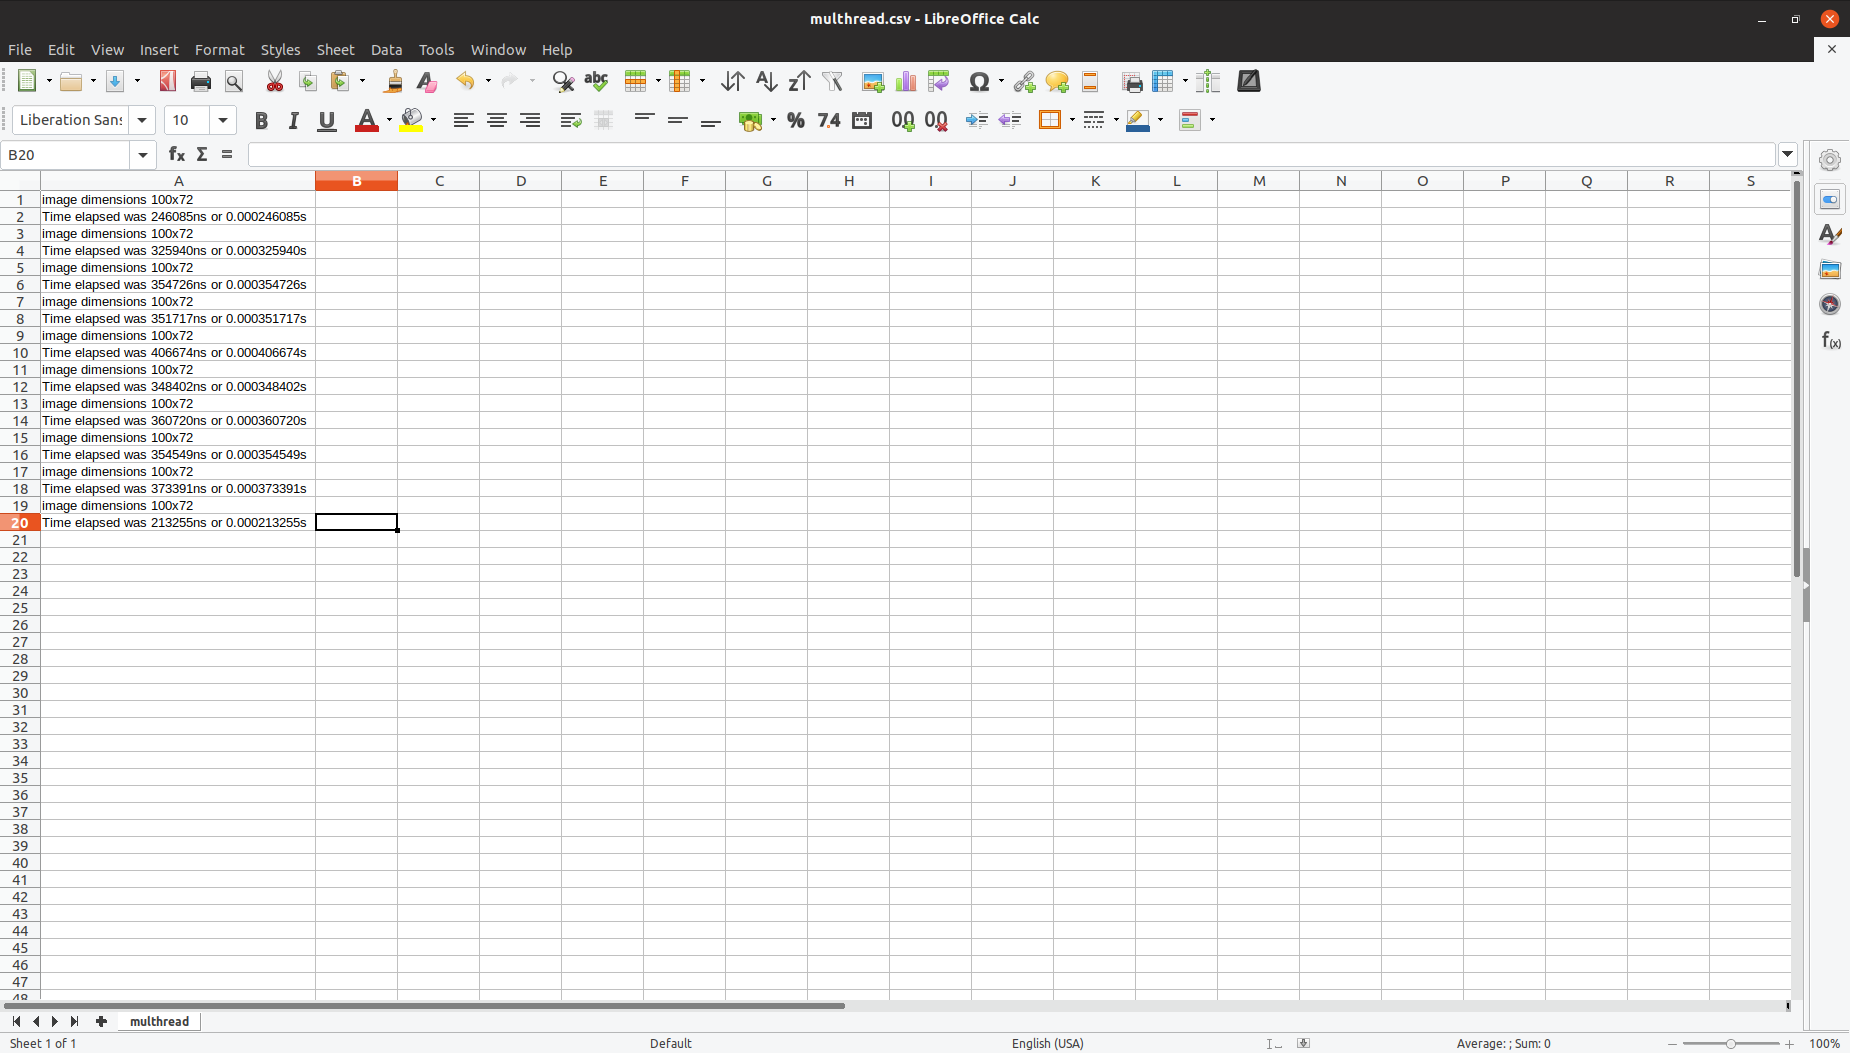 multhread.csv - LibreOffice Calc
File Edit View Insert Format Styles Sheet Data Tools Window Help
Liberation Sans 10
B20
A B C D E F G H I J K L M N O P Q R S
1 image dimensions 100x72
2 Time elapsed was 246085ns or 0.000246085s
3 image dimensions 100x72
4 Time elapsed was 325940ns or 0.000325940s
5 image dimensions 100x72
6 Time elapsed was 354726ns or 0.000354726s
7 image dimensions 100x72
8 Time elapsed was 351717ns or 0.000351717s
9 image dimensions 100x72
10 Time elapsed was 406674ns or 0.000406674s
11 image dimensions 100x72
12 Time elapsed was 348402ns or 0.000348402s
13 image dimensions 100x72
14 Time elapsed was 360720ns or 0.000360720s
15 image dimensions 100x72
16 Time elapsed was 354549ns or 0.000354549s
17 image dimensions 100x72
18 Time elapsed was 373391ns or 0.000373391s
19 image dimensions 100x72
20 Time elapsed was 213255ns or 0.000213255s
21
22
23
24
25
26
27
28
29
30
31
32
33
34
35
36
37
38
39
40
41
42
43
44
45
46
47
48
multhread
Sheet 1 of 1 Default English (USA) Average: ; Sum: 0 100%